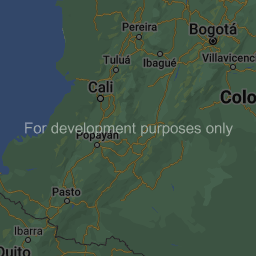 Pereira
Bogotá
Tuluá
Ibagué
Villavicenc
Cali
Colo
For development purposes only
Popayán
Pasto
Ibarra
Quito